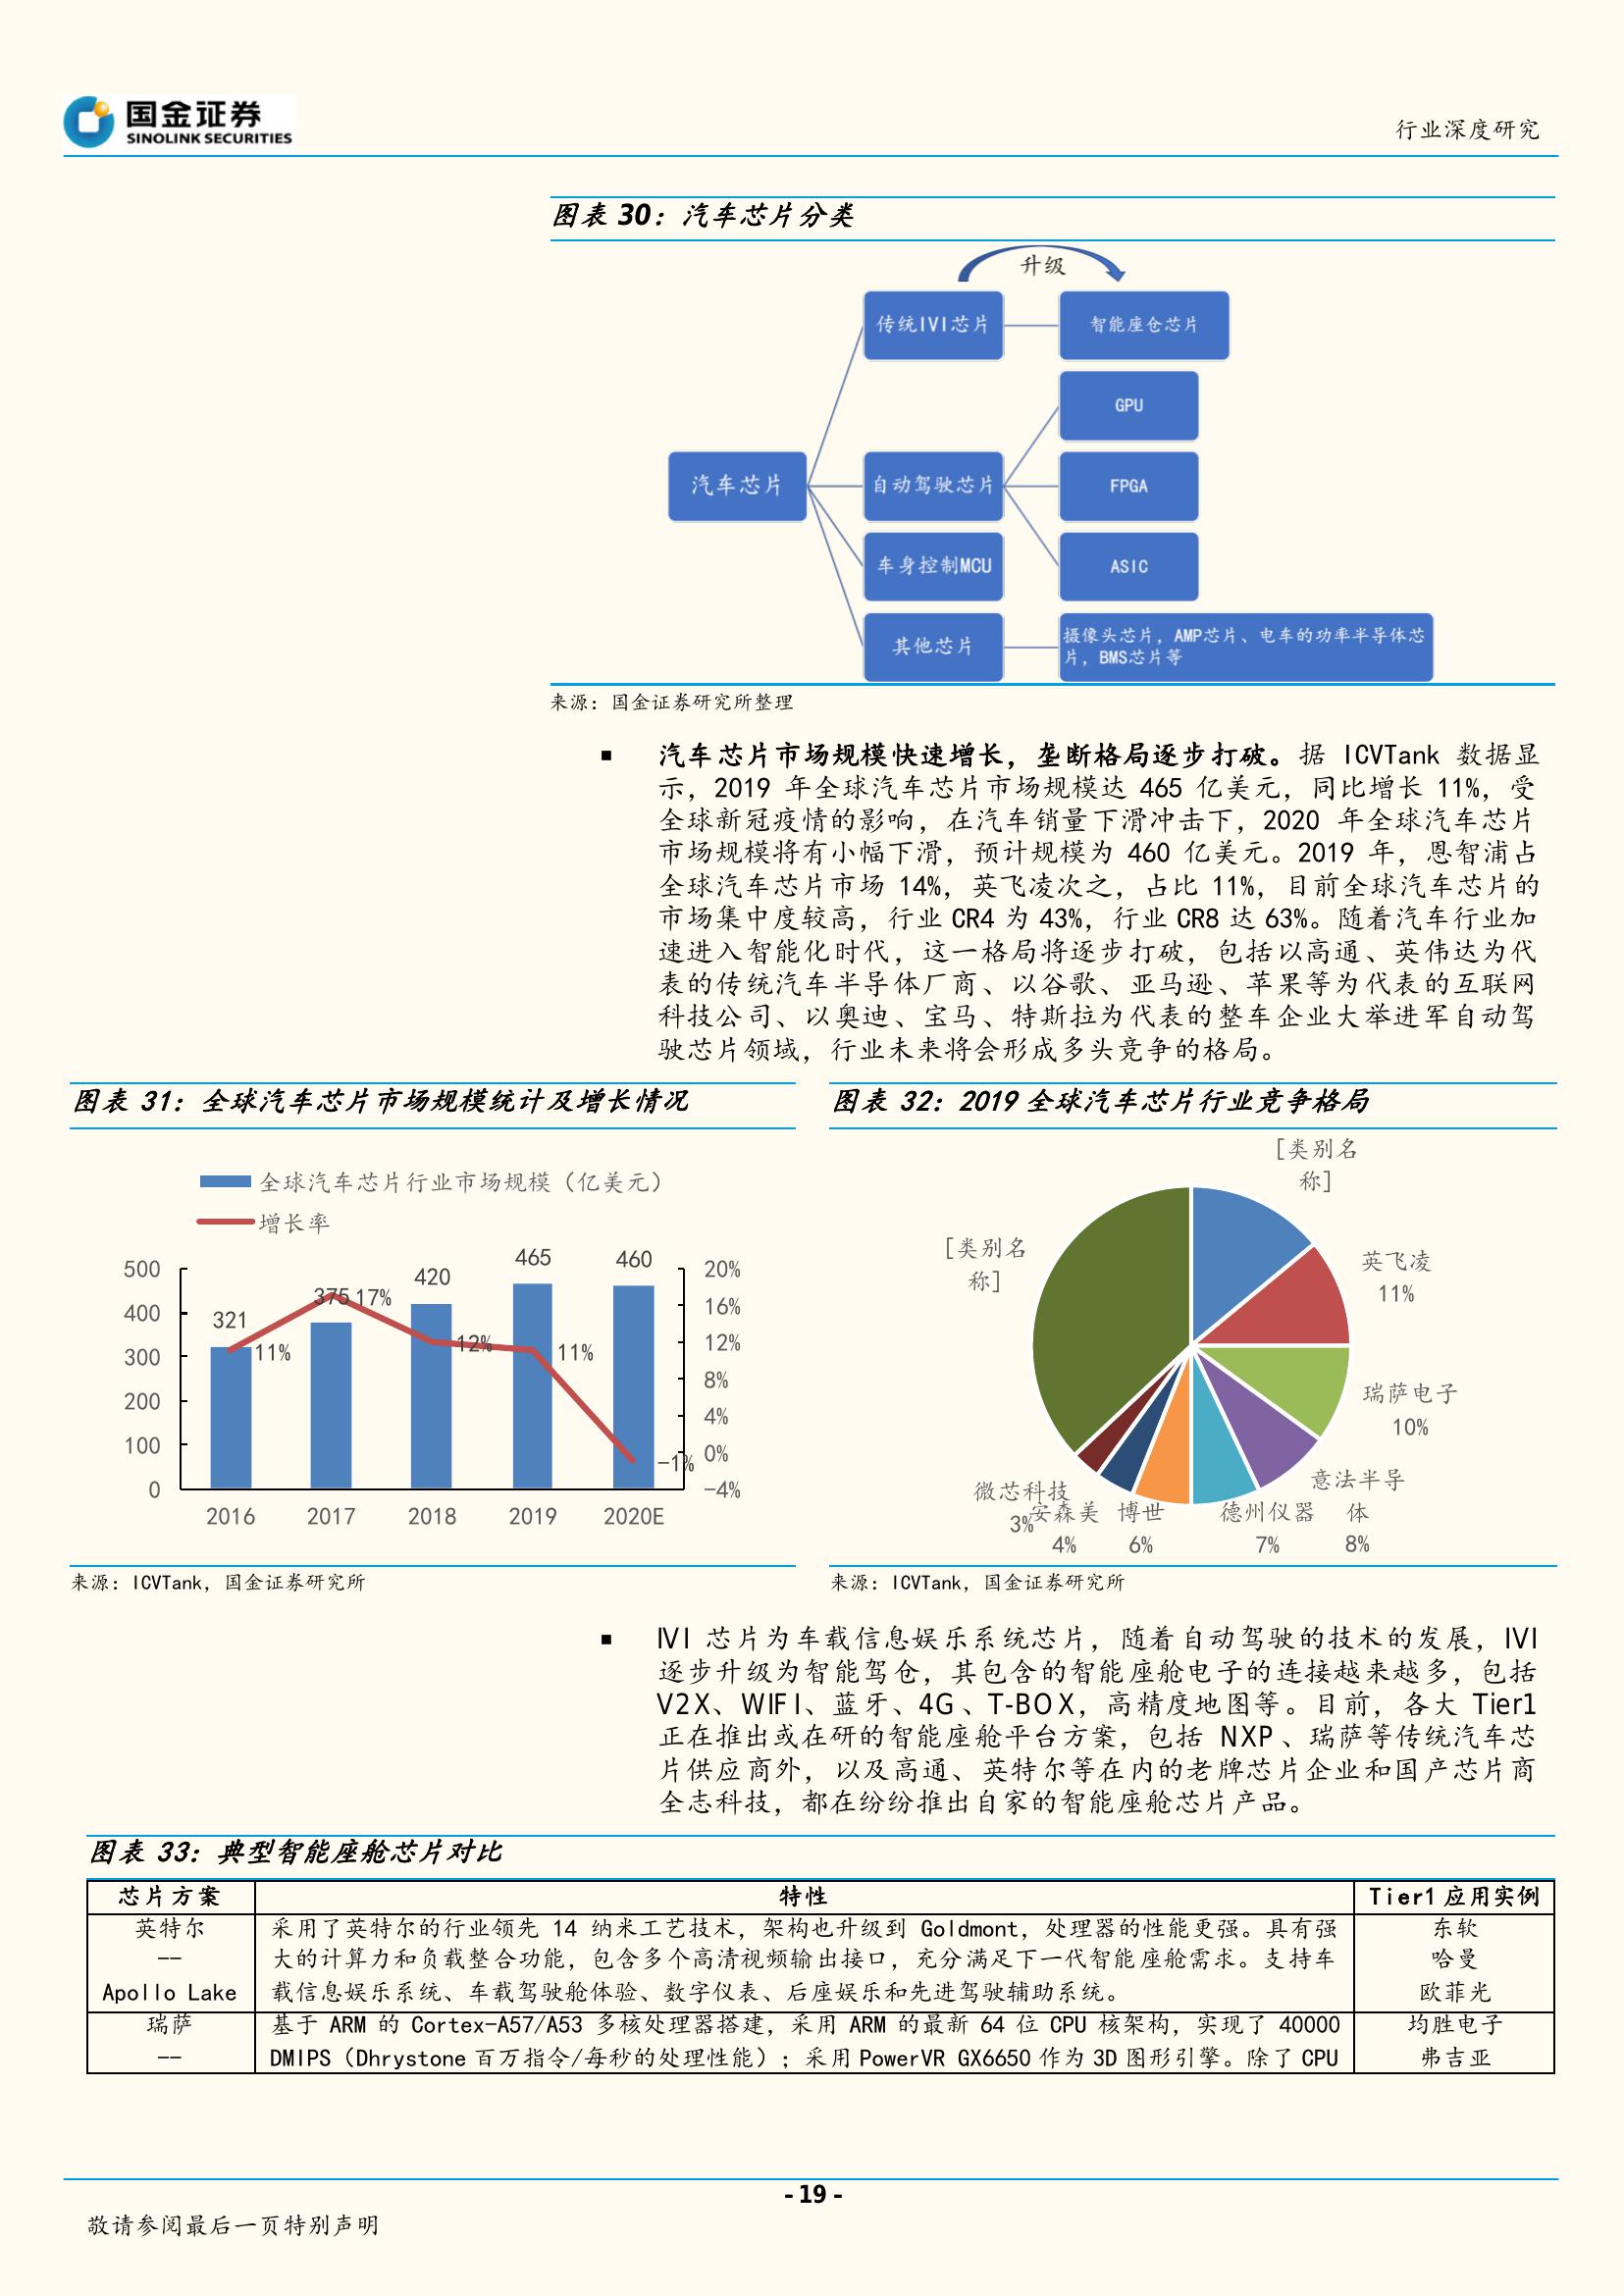 国金证券
SINOLINK SECURITIES
行业深度研究
图表 30：汽车芯片分类
升级
传统IVI芯片
智能座仓芯片
GPU
汽车芯片
自动驾驶芯片
FPGA
车身控制MCU
ASIC
其他芯片
摄像头芯片，AMP芯片、电车的功率半导体芯
片，BMS芯片等
来源：国金证券研究所整理
■ 汽车芯片市场规模快速增长，垄断格局逐步打破。据 ICVTank 数据显
示，2019 年全球汽车芯片市场规模达 465 亿美元，同比增长 11%，受
全球新冠疫情的影响，在汽车销量下滑冲击下，2020 年全球汽车芯片
市场规模将有小幅下滑，预计规模为 460 亿美元。2019 年，恩智浦占
全球汽车芯片市场 14%，英飞凌次之，占比 11%，目前全球汽车芯片的
市场集中度较高，行业 CR4 为 43%，行业 CR8 达 63%。随着汽车行业加
速进入智能化时代，这一格局将逐步打破，包括以高通、英伟达为代
表的传统汽车半导体厂商、以谷歌、亚马逊、苹果等为代表的互联网
科技公司、以奥迪、宝马、特斯拉为代表的整车企业大举进军自动驾
驶芯片领域，行业未来将会形成多头竞争的格局。
图表 31：全球汽车芯片市场规模统计及增长情况
全球汽车芯片行业市场规模（亿美元）
增长率
500
400
300
200
100
0
321
375
420
465
460
11%
17%
12%
11%
-1%
20%
16%
12%
8%
4%
0%
-4%
2016
2017
2018
2019
2020E
来源：ICVTank，国金证券研究所
图表 32：2019 全球汽车芯片行业竞争格局
[类别名
称]
英飞凌
11%
瑞萨电子
10%
意法半导
体
8%
德州仪器
7%
博世
6%
安森美
4%
微芯科技
3%
[类别名
称]
来源：ICVTank，国金证券研究所
■ IVI 芯片为车载信息娱乐系统芯片，随着自动驾驶的技术的发展，IVI
逐步升级为智能驾仓，其包含的智能座舱电子的连接越来越多，包括
V2X、WIFI、蓝牙、4G、T-BOX，高精度地图等。目前，各大 Tier1
正在推出或在研的智能座舱平台方案，包括 NXP、瑞萨等传统汽车芯
片供应商外，以及高通、英特尔等在内的老牌芯片企业和国产芯片商
全志科技，都在纷纷推出自家的智能座舱芯片产品。
图表 33：典型智能座舱芯片对比
芯片方案 特性 Tier1 应用实例
英特尔 采用了英特尔的行业领先 14 纳米工艺技术，架构也升级到 Goldmont，处理器的性能更强。具有强 东软
—— 大的计算力和负载整合功能，包含多个高清视频输出接口，充分满足下一代智能座舱需求。支持车 哈曼
Apollo Lake 载信息娱乐系统、车载驾驶舱体验、数字仪表、后座娱乐和先进驾驶辅助系统。 欧菲光
瑞萨 基于 ARM 的 Cortex-A57/A53 多核处理器搭建，采用 ARM 的最新 64 位 CPU 核架构，实现了 40000 均胜电子
—— DMIPS（Dhrystone 百万指令/每秒的处理性能）；采用 PowerVR GX6650 作为 3D 图形引擎。除了 CPU 弗吉亚
- 19 -
敬请参阅最后一页特别声明